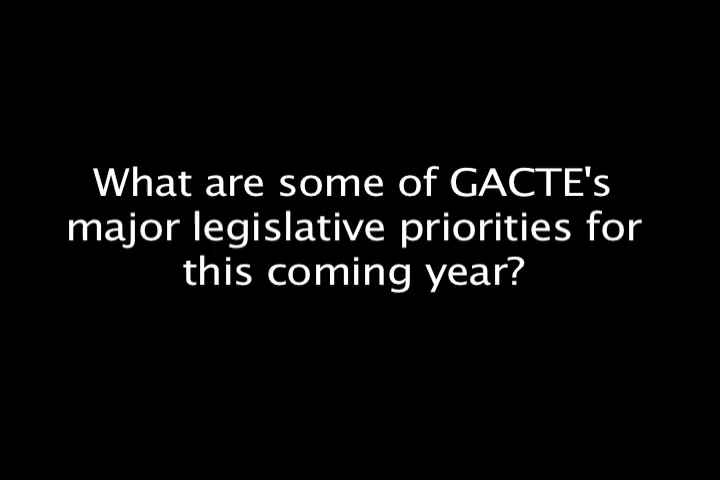 What are some of GACTE's
major legislative priorities for
this coming year?